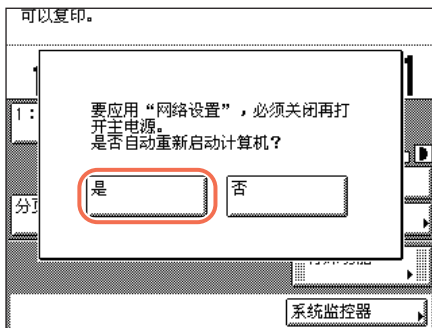 可以复印。
要应用“网络设置”，必须关闭再打
开主电源。
是否自动重新启动计算机？
1：
是
否
分页
系统监控器